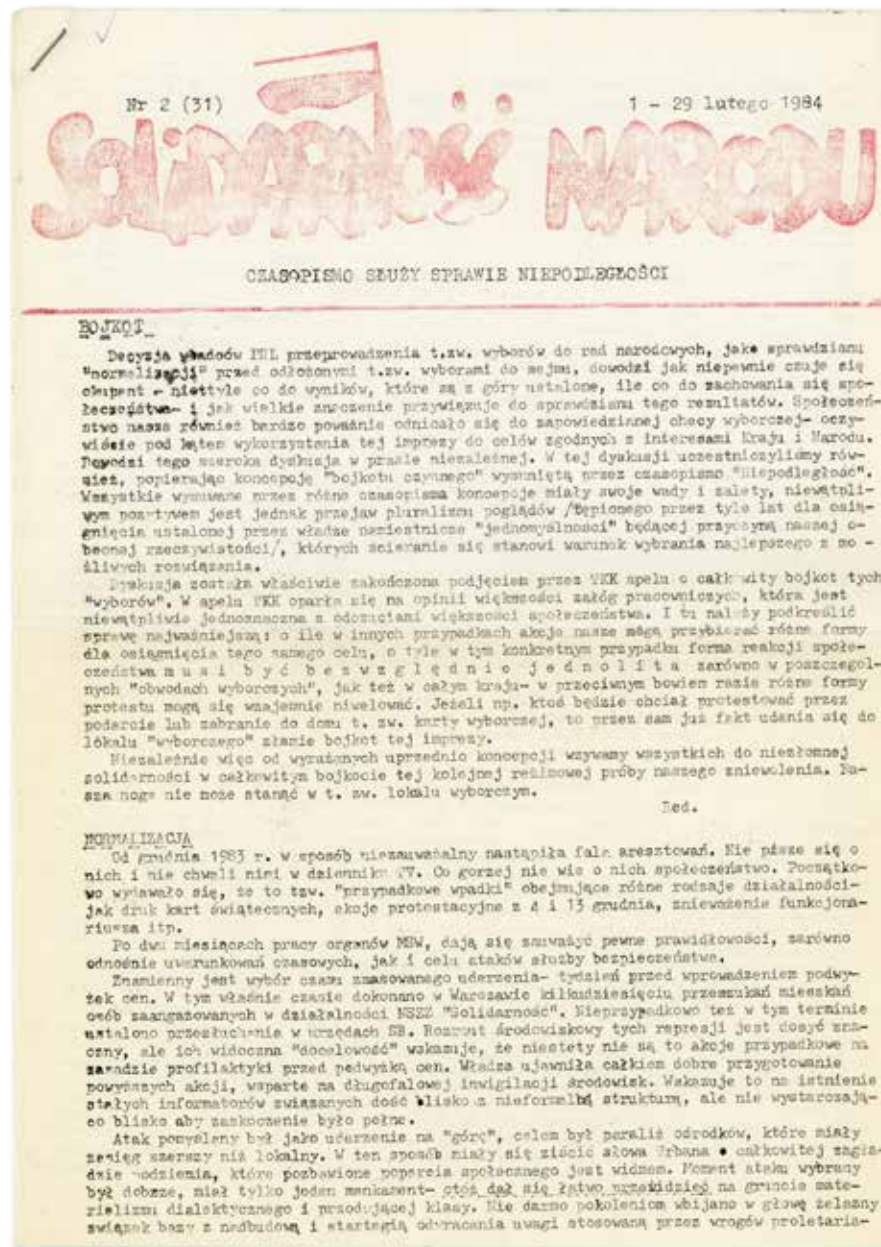 Nr 2 (31)
1 - 29 lutego 1984
SOLIDARNOŚĆ NARODU
CZASOPISMO SŁUŻY SPRAWIE NIEPODLEGŁOŚCI
BOJKOT
Decyzja władców PRL przeprowadzenia t.zw. wyborów do rad narodowych, jako sprawdzianu
"normalizacji" przed odłożonymi t.zw. wyborami do sejmu, dowodzi jak niepewnie czuje się
okupant - nietyle co do wyników, które są z góry ustalone, ile co do zachowania się spo-
łeczeństwa- i jak wielkie znaczenie przywiązuje do sprawdzianu tego rezultatów. Społeczeń-
stwo nasze również bardzo poważnie odnisało się do zapowiedzianej checy wyborczej- oczy-
wiście pod kątem wykorzystania tej imprezy do celów zgodnych z interesami Kraju i Narodu.
Dowodzi tego szeroka dyskusja w prasie niezależnej. W tej dyskusji uczestniczyliśmy rów-
nież, popierając koncepcję "bojkotu czynnego" wysuniętą przez czasopismo "Niepodległość".
Wszystkie wysuwane przez różne czasopisma koncepcje miały swoje wady i zalety, niewątpli-
wym pozytywem jest jednak przejaw pluralizmu poglądów /tępionego przez tyle lat dla osią-
gnięcia ustalonej przez władze namiestnicze "jednomyślności" będącej przyczyną naszej o-
becnej rzeczywistości/, których ścieranie się stanowi warunek wybrania najlepszego z mo -
śliwych rozwiązania.
Dyskusja została właściwie zakończona podjęciem przez TKK apelu o całkowity bojkot tych
"wyborów". W apelu TKK oparła się na opinii większości załóg pracowniczych, która jest
niewątpliwie jednoznaczna z odczuciami większości społeczeństwa. I tu należy podkreślić
sprawę najważniejszą: o ile w innych przypadkach akcje nasze mogą przybierać różne formy
dla osiągnięcia tego samego celu, o tyle w tym konkretnym przypadku forma reakcji społe-
czeństwa m u s i b y ć b e z w z g l ę d n i e j e d n o l i t a zarówno w poszczegól-
nych "obwodach wyborczych", jak też w całym kraju- w przeciwnym bowiem razie różne formy
protestu mogą się wzajemnie niwelować. Jeżeli np. ktoś będzie chciał protestować przez
podarcie lub zabranie do domu t. zw. karty wyborczej, to przez sam już fakt udania się do
lokalu "wyborczego" złamie bojkot tej imprezy.
Niezależnie więc od wyrażanych uprzednio koncepcji wzywamy wszystkich do niezłomnej
solidarności w całkowitym bojkocie tej kolejnej reżimowej próby naszego zniewolenia. Na-
sza noga nie może stanąć w t. zw. lokalu wyborczym.
Red.
NORMALIZACJA
Od grudnia 1983 r. w sposób niezauważalny nastąpiła fala aresztowań. Nie pisze się o
nich i nie chwali nimi w dzienniku TV. Co gorzej nie wie o nich społeczeństwo. Początko-
wo wydawało się, że to tzw. "przypadkowe wpadki" obejmujące różne rodzaje działalności-
jak druk kart świątecznych, akcje protestacyjne z 4 i 13 grudnia, znieważenie funkcjona-
riusza itp.
Po dwu miesiącach pracy organów MSW, dają się zauważyć pewne prawidłowości, zarówno
odnośnie uwarunkowań czasowych, jak i celu ataków służby bezpieczeństwa.
Znamienny jest wybór czasu zmasowanego uderzenia- tydzień przed wprowadzeniem podwy-
żek cen. W tym właśnie czasie dokonano w Warszawie kilkudziesięciu przeszukań mieszkań
osób zaangażowanych w działalności NSZZ "Solidarność". Nieprzypadkowo też w tym terminie
ustalono przesłuchania w urzędach SB. Rozrzut środowiskowy tych represji jest dosyć zna-
czny, ale ich widoczna "docelowość" wskazuje, że niestety nie są to akcje przypadkowe na
zasadzie profilaktyki przed podwyżką cen. Władza ujawniła całkiem dobre przygotowanie
powyższych akcji, wsparte na długofalowej inwigilacji środowisk. Wskazuje to na istnienie
stałych informatorów związanych dość blisko z nieformalną strukturą, ale nie wystarczają-
co blisko aby zaskoczenie było pełne.
Atak pomyślany był jako uderzenie na "górę", celem był paraliż ośrodków, które miały
zasięg szerszy niż lokalny. W ten sposób miały się ziścić słowa Urbana o całkowitej zagła-
dzie podziemia, które pozbawione poparcia społecznego jest widmem. Moment ataku wybrany
był dobrze, miał tylko jeden mankament- otóż dał się łatwo przewidzieć na gruncie mate-
rializmu dialektycznego i przodującej klasy. Nie darmo pokoleniom wbijano w głowę żelazny
związek bazy z nadbudową i startegią odwracania uwagi stosowaną przez wrogów proletaria-